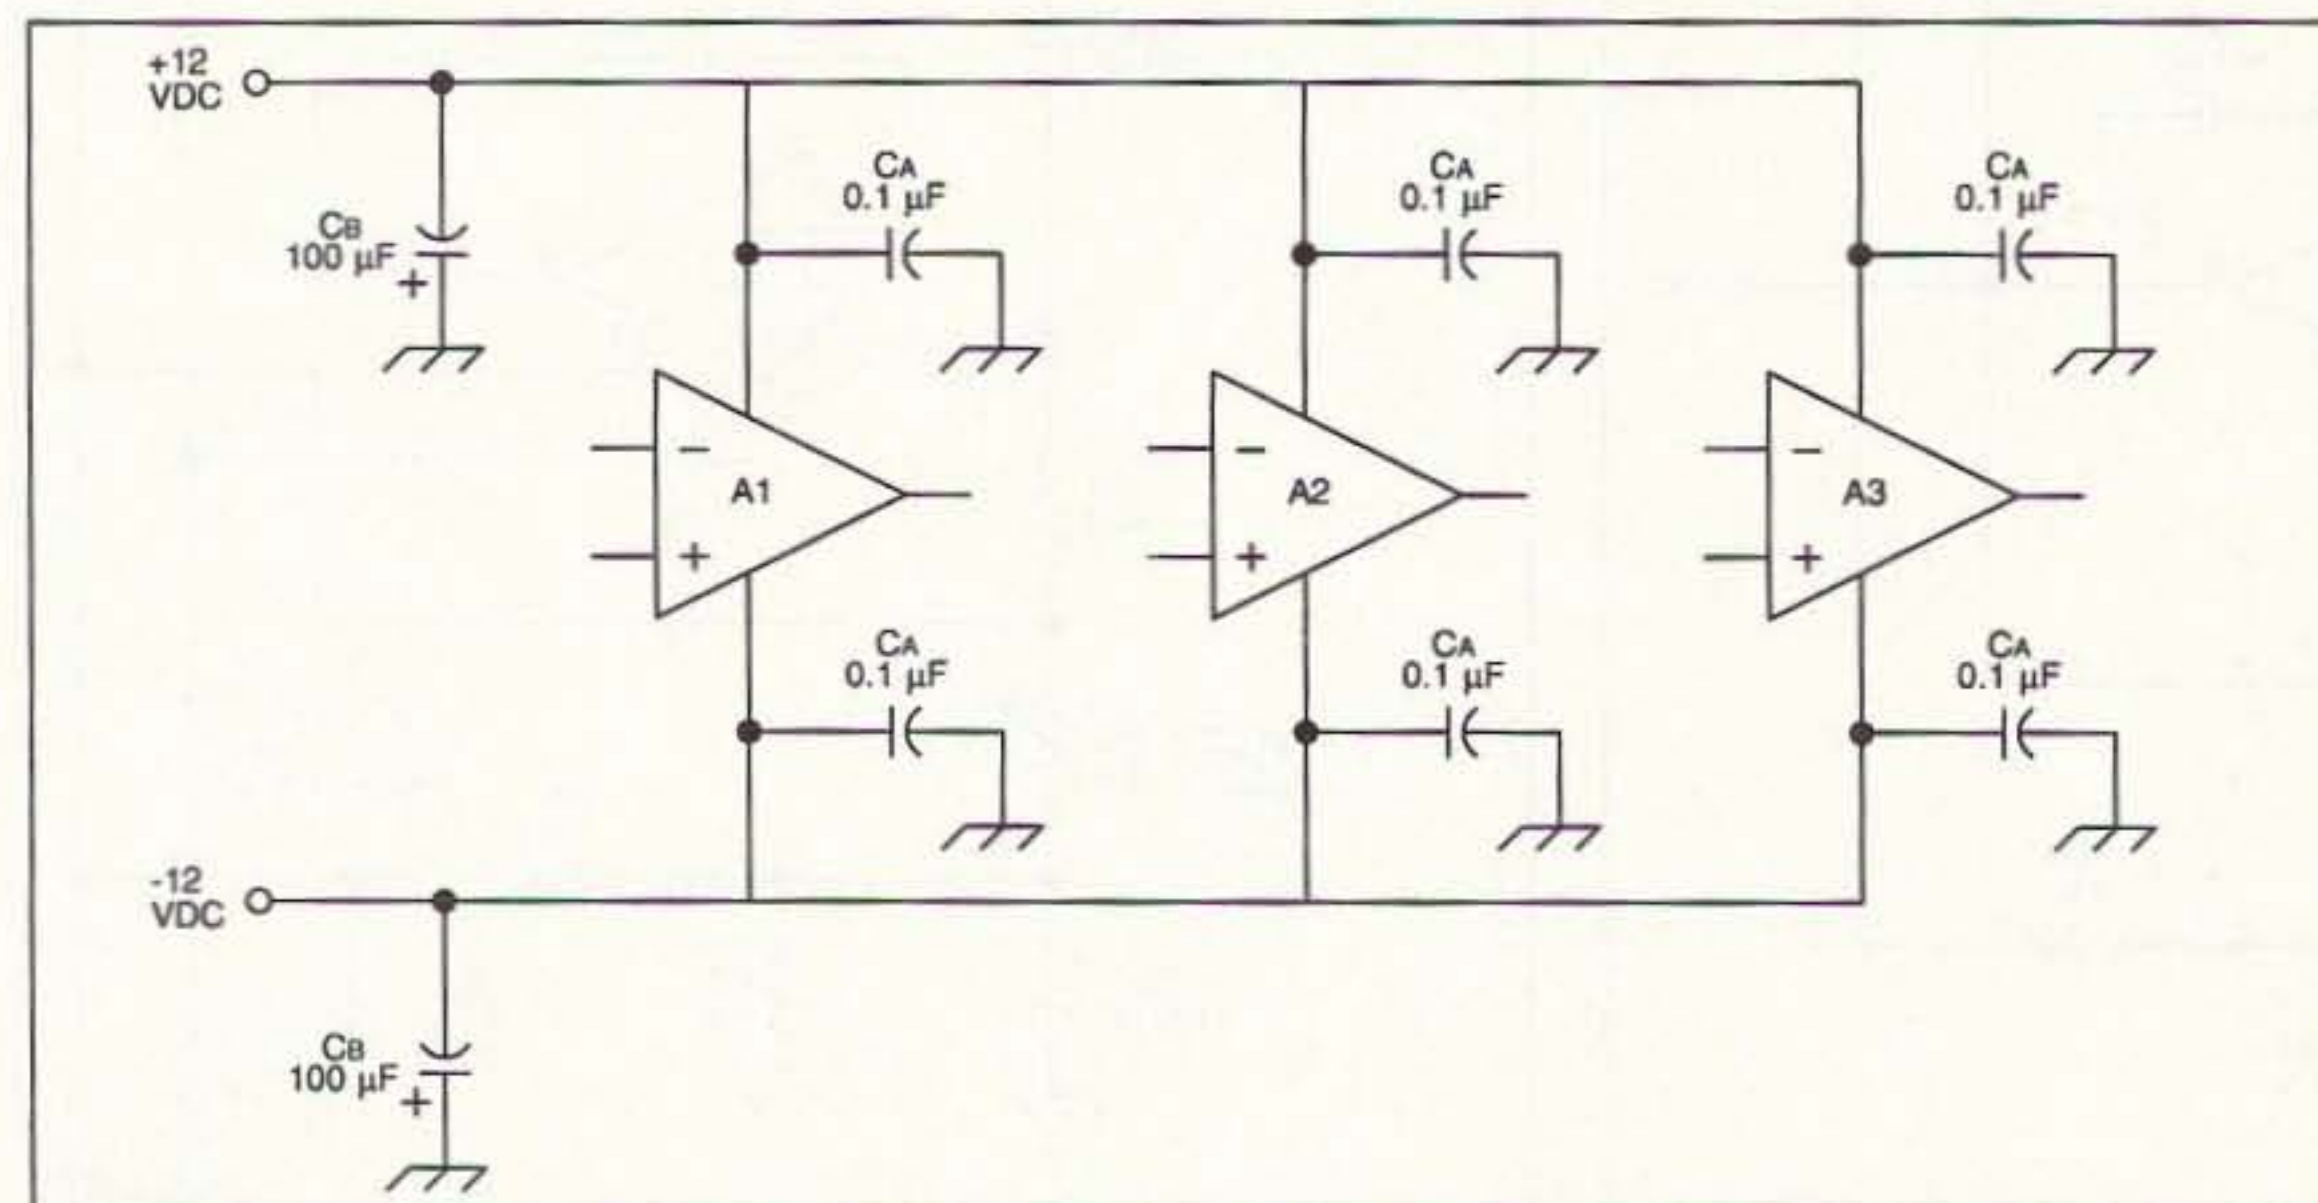 +12
VDC
CA
0.1 µF
CA
0.1 µF
CA
0.1 µF
CB
100 µF
+
−
A1
+
−
A2
+
−
A3
+
CA
0.1 µF
CA
0.1 µF
CA
0.1 µF
-12
VDC
CB
100 µF
+